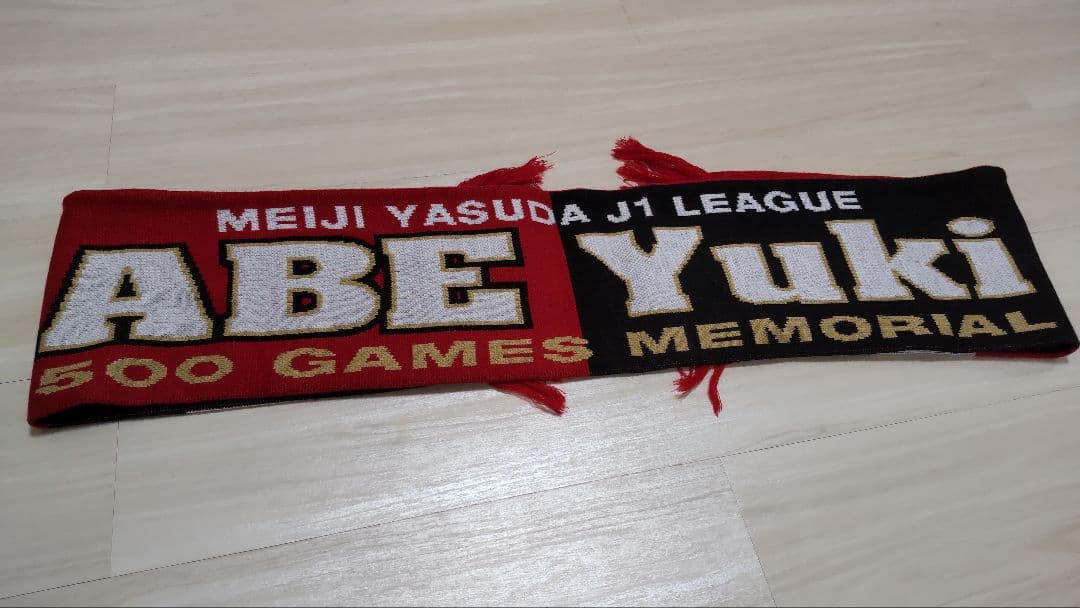 MEIJI YASUDA J1 LEAGUE
ABE Yuki
500 GAMES MEMORIAL